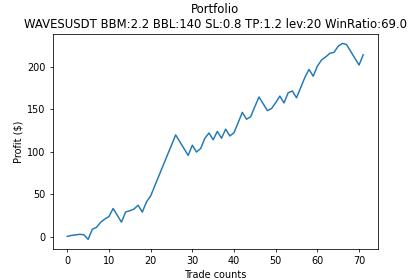 Portfolio
WAVESUSDT BBM:2.2 BBL:140 SL:0.8 TP:1.2 lev:20 WinRatio:69.0
200
150
100
50
0
Profit ($)
0 10 20 30 40 50 60 70
Trade counts